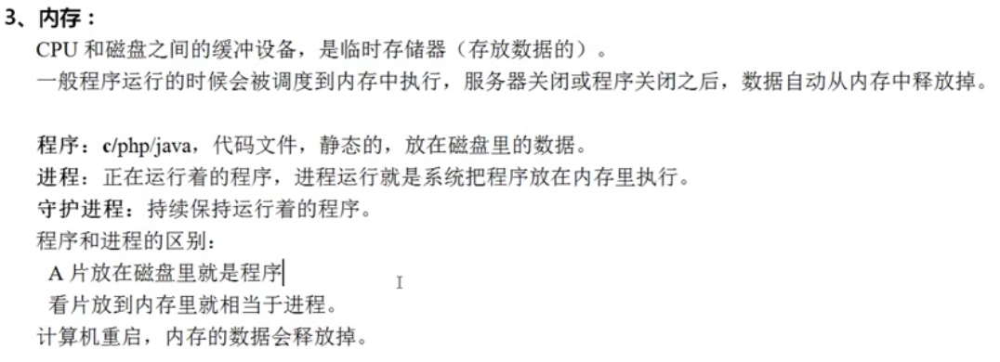 3、内存：
CPU 和磁盘之间的缓冲设备，是临时存储器（存放数据的）。
一般程序运行的时候会被调度到内存中执行，服务器关闭或程序关闭之后，数据自动从内存中释放掉。
程序：c/php/java，代码文件，静态的，放在磁盘里的数据。
进程：正在运行着的程序，进程运行就是系统把程序放在内存里执行。
守护进程：持续保持运行着的程序。
程序和进程的区别：
A 片放在磁盘里就是程序
看片放到内存里就相当于进程。
计算机重启，内存的数据会释放掉。